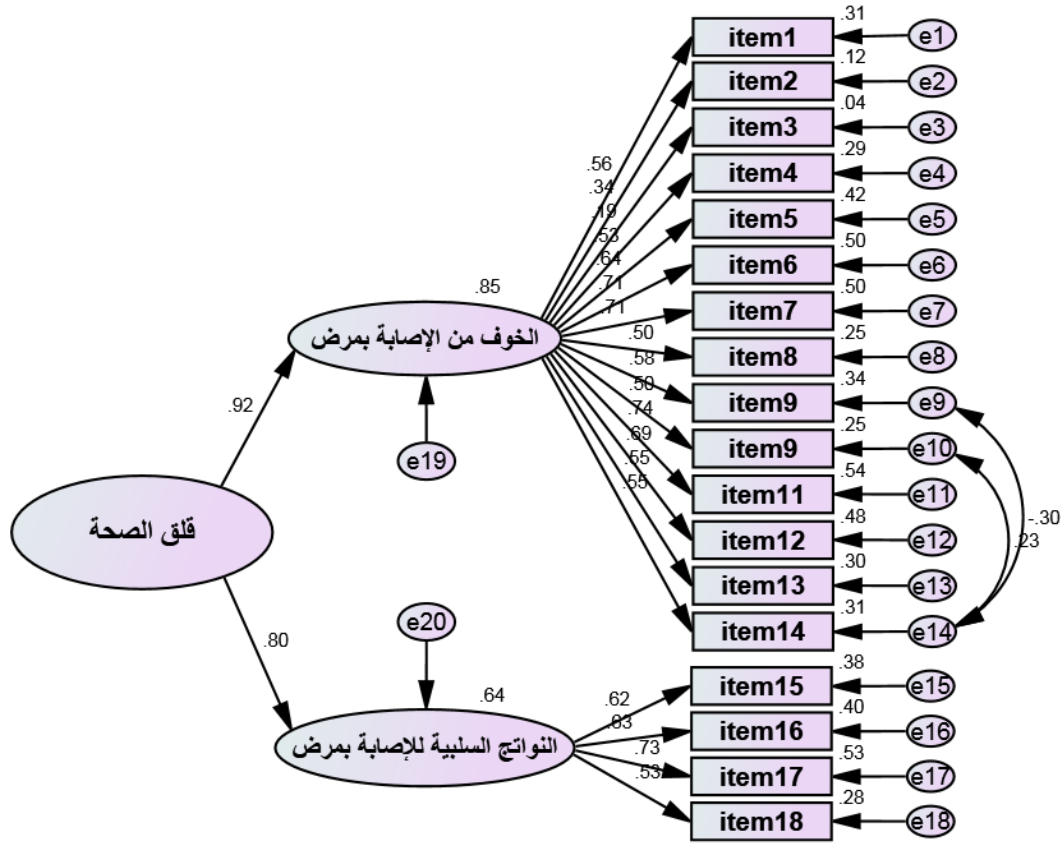 .31
item1
e1
.12
item2
e2
.04
item3
e3
.29
item4
e4
.42
item5
e5
.50
item6
e6
.50
item7
e7
.25
item8
e8
.34
item9
e9
.25
item9
e10
.54
item11
e11
.48
item12
e12
.30
item13
e13
.31
item14
e14
-.30
.23
.56
.34
.19
.53
.64
.71
.71
.50
.58
.50
.74
.69
.55
.55
.85
الخوف من الإصابة بمرض
e19
.92
قلق الصحة
.80
e20
.64
النواتج السلبية للإصابة بمرض
.62
.63
.73
.53
.38
item15
e15
.40
item16
e16
.53
item17
e17
.28
item18
e18